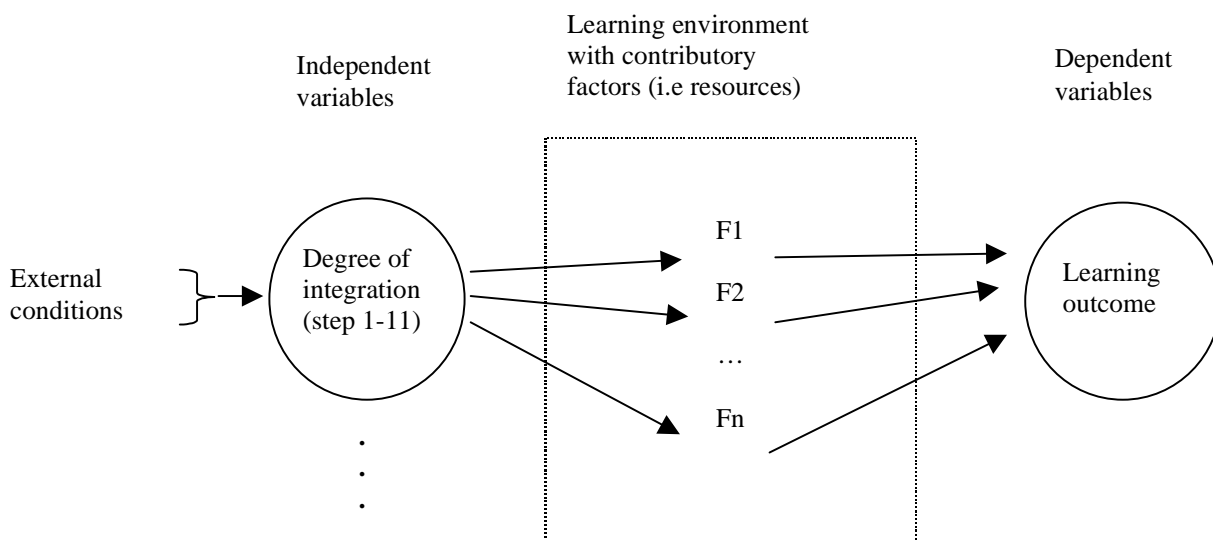 Learning environment
with contributory
factors (i.e resources)
Independent
variables
Dependent
variables
External
conditions
Degree of
integration
(step 1-11)
F1
F2
…
Fn
Learning
outcome
.
.
.